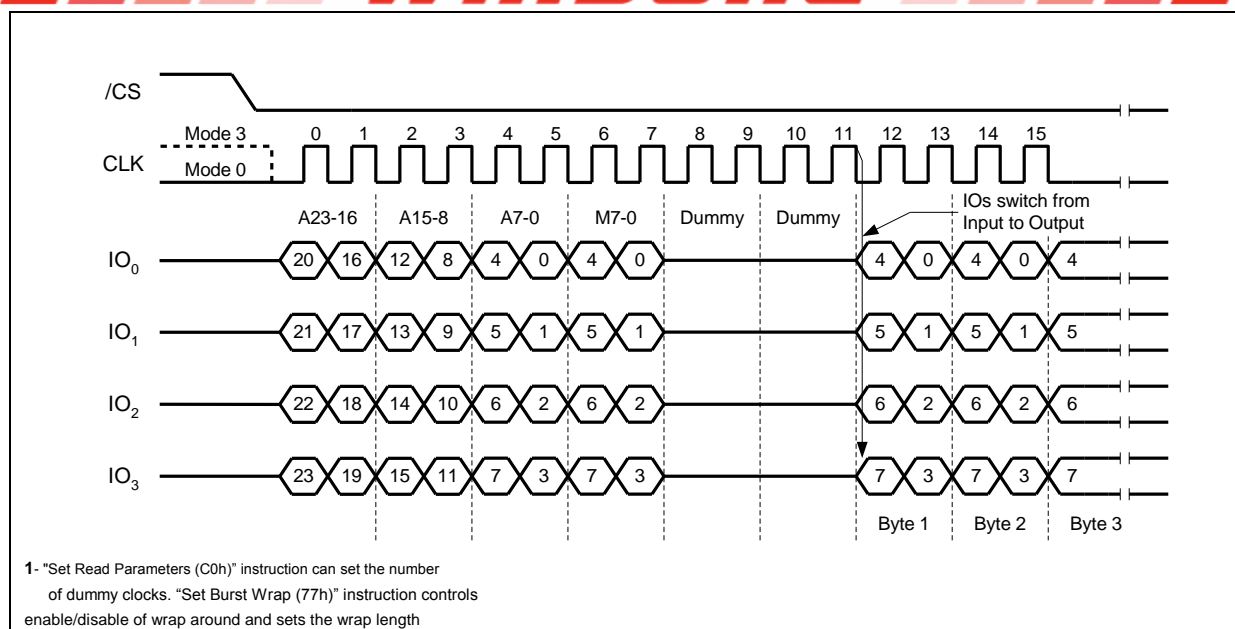 /CS
Mode 3 0 1 2 3 4 5 6 7 8 9 10 11 12 13 14 15
CLK
Mode 0
IOs switch from
Input to Output
A23-16 A15-8 A7-0 M7-0 Dummy Dummy
IO0 20 16 12 8 4 0 4 0 4 0 4 0 4
IO1 21 17 13 9 5 1 5 1 5 1 5 1 5
IO2 22 18 14 10 6 2 6 2 6 2 6 2 6
IO3 23 19 15 11 7 3 7 3 7 3 7 3 7
Byte 1 Byte 2 Byte 3
1- "Set Read Parameters (C0h)” instruction can set the number
of dummy clocks. “Set Burst Wrap (77h)” instruction controls
enable/disable of wrap around and sets the wrap length